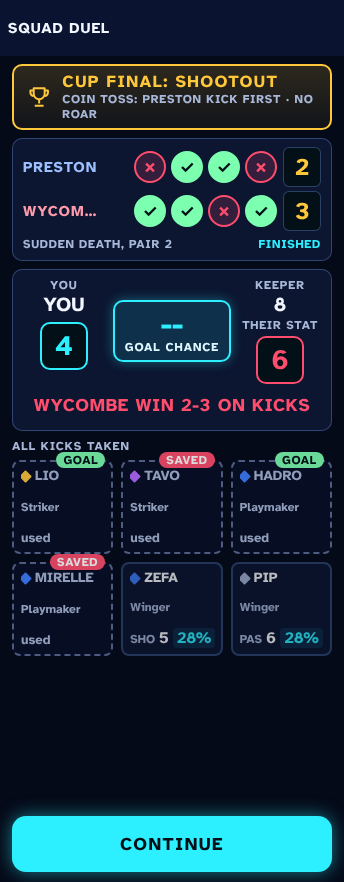 SQUAD DUEL
CUP FINAL: SHOOTOUT
COIN TOSS: PRESTON KICK FIRST · NO
ROAR
PRESTON
2
WYCOM...
3
SUDDEN DEATH, PAIR 2
FINISHED
YOU
YOU
4
--
GOAL CHANCE
KEEPER
8
THEIR STAT
6
WYCOMBE WIN 2-3 ON KICKS
ALL KICKS TAKEN
GOAL
LIO
Striker
used
SAVED
TAVO
Striker
used
GOAL
HADRO
Playmaker
used
SAVED
MIRELLE
Playmaker
used
ZEFA
Winger
SHO 5 28%
PIP
Winger
PAS 6 28%
CONTINUE